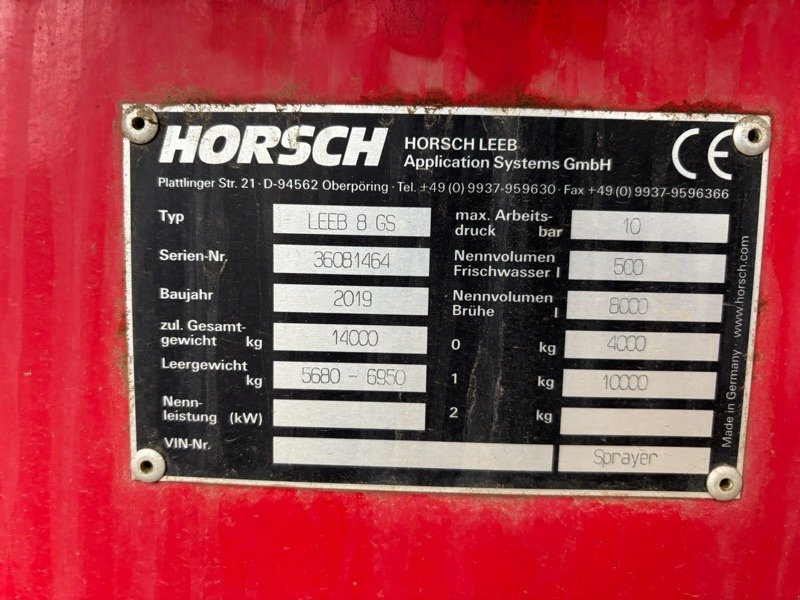 HORSCH
HORSCH LEEB
Application Systems GmbH
CE
Plattlinger Str. 21 · D-94562 Oberpöring · Tel. +49 (0) 9937-959630 · Fax +49 (0) 9937-9596366
Typ LEEB 8 GS
Serien-Nr. 36081464
Baujahr 2019
zul. Gesamt-
gewicht kg 14000
Leergewicht
kg 5680 - 6950
Nenn-
leistung (kW)
VIN-Nr.
max. Arbeits-
druck bar 10
Nennvolumen
Frischwasser l 500
Nennvolumen
Brühe l 8000
0 kg 4000
1 kg 10000
2 kg
Sprayer
Made in Germany · www.horsch.com